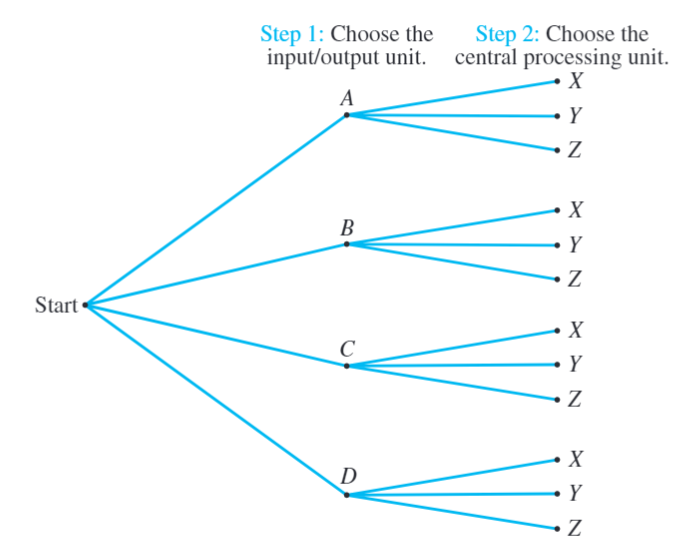 Step 1: Choose the input/output unit.
Step 2: Choose the central processing unit.
A
X
Y
Z
B
X
Y
Z
Start
C
X
Y
Z
D
X
Y
Z